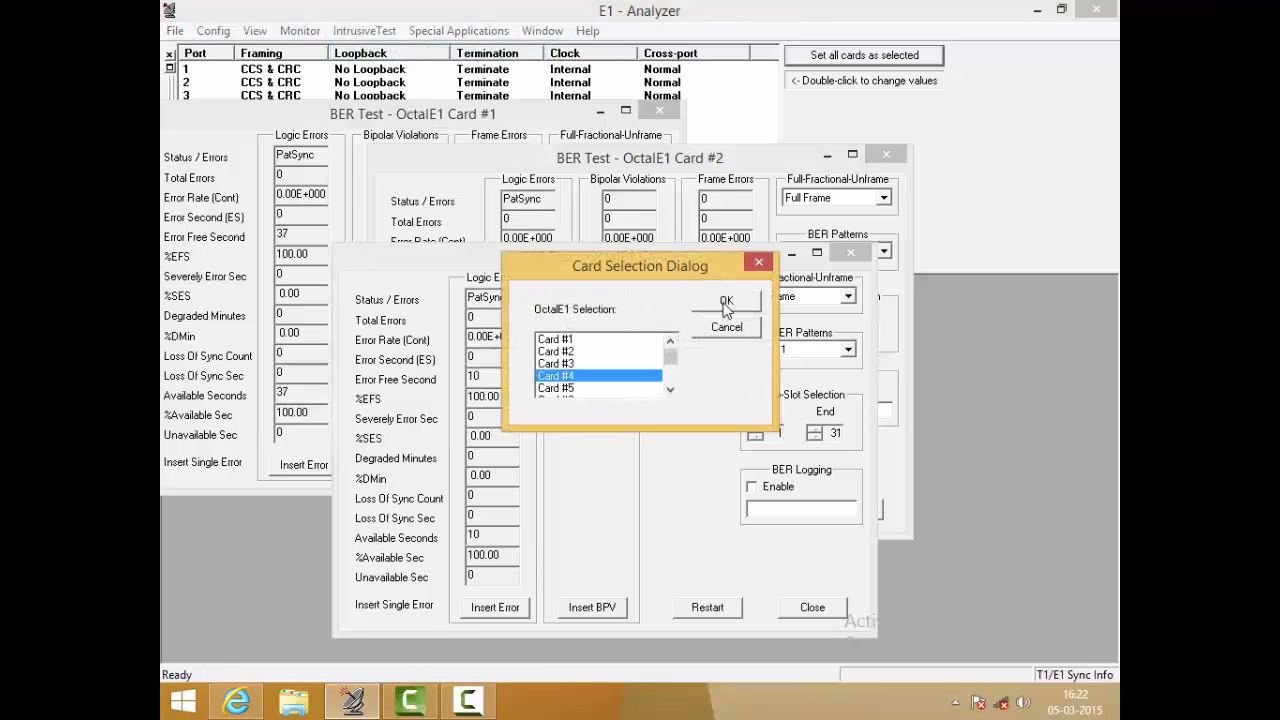 E1 - Analyzer
File Config View Monitor IntrusiveTest Special Applications Window Help
Port Framing Loopback Termination Clock Cross-port
1 CCS & CRC No Loopback Terminate Internal Normal
2 CCS & CRC No Loopback Terminate Internal Normal
3 CCS & CRC No Loopback Terminate Internal Normal
Set all cards as selected
<- Double-click to change values
BER Test - OctalE1 Card #1
Logic Errors Bipolar Violations Frame Errors Full-Fractional-Unframe
Status / Errors PatSync
Total Errors 0
Error Rate (Cont) 0.00E+000
Error Second (ES) 0
Error Free Second 37
%EFS 100.00
Severely Error Sec 0
%SES 0.00
Degraded Minutes 0
%DMin 0.00
Loss Of Sync Count 0
Loss Of Sync Sec 0
Available Seconds 37
%Available Sec 100.00
Unavailable Sec 0
Insert Single Error Insert Error
BER Test - OctalE1 Card #2
Logic Errors Bipolar Violations Frame Errors Full-Fractional-Unframe
Status / Errors PatSync 0 0 Full Frame
Total Errors 0 0 0
0.00E+000 0.00E+000 0.00E+000
BER Patterns
Card Selection Dialog
OctalE1 Selection:
OK
Cancel
Card #1
Card #2
Card #3
Card #4
Card #5
Status / Errors
Total Errors 0
Error Rate (Cont)
Error Second (ES) 0
Error Free Second 10
%EFS 100.00
Severely Error Sec 0
%SES 0.00
Degraded Minutes 0
%DMin 0.00
Loss Of Sync Count 0
Loss Of Sync Sec 0
Available Seconds 10
%Available Sec 100.00
Unavailable Sec 0
Insert Single Error Insert Error Insert BPV Restart Close
End
1 31
BER Logging
Enable
Ready
T1/E1 Sync Info
16:22
05-03-2015